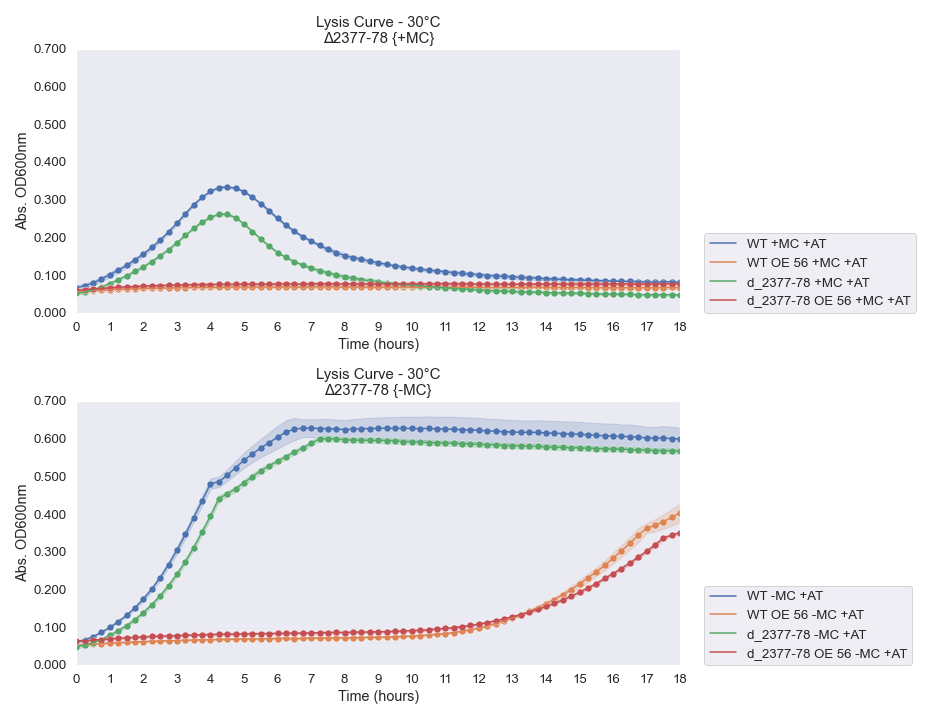 Lysis Curve - 30°C
Δ2377-78 {+MC}
0.700
0.600
0.500
0.400
0.300
0.200
0.100
0.000
Abs. OD600nm
0 1 2 3 4 5 6 7 8 9 10 11 12 13 14 15 16 17 18
Time (hours)
WT +MC +AT
WT OE 56 +MC +AT
d_2377-78 +MC +AT
d_2377-78 OE 56 +MC +AT
Lysis Curve - 30°C
Δ2377-78 {-MC}
0.700
0.600
0.500
0.400
0.300
0.200
0.100
0.000
Abs. OD600nm
0 1 2 3 4 5 6 7 8 9 10 11 12 13 14 15 16 17 18
Time (hours)
WT -MC +AT
WT OE 56 -MC +AT
d_2377-78 -MC +AT
d_2377-78 OE 56 -MC +AT